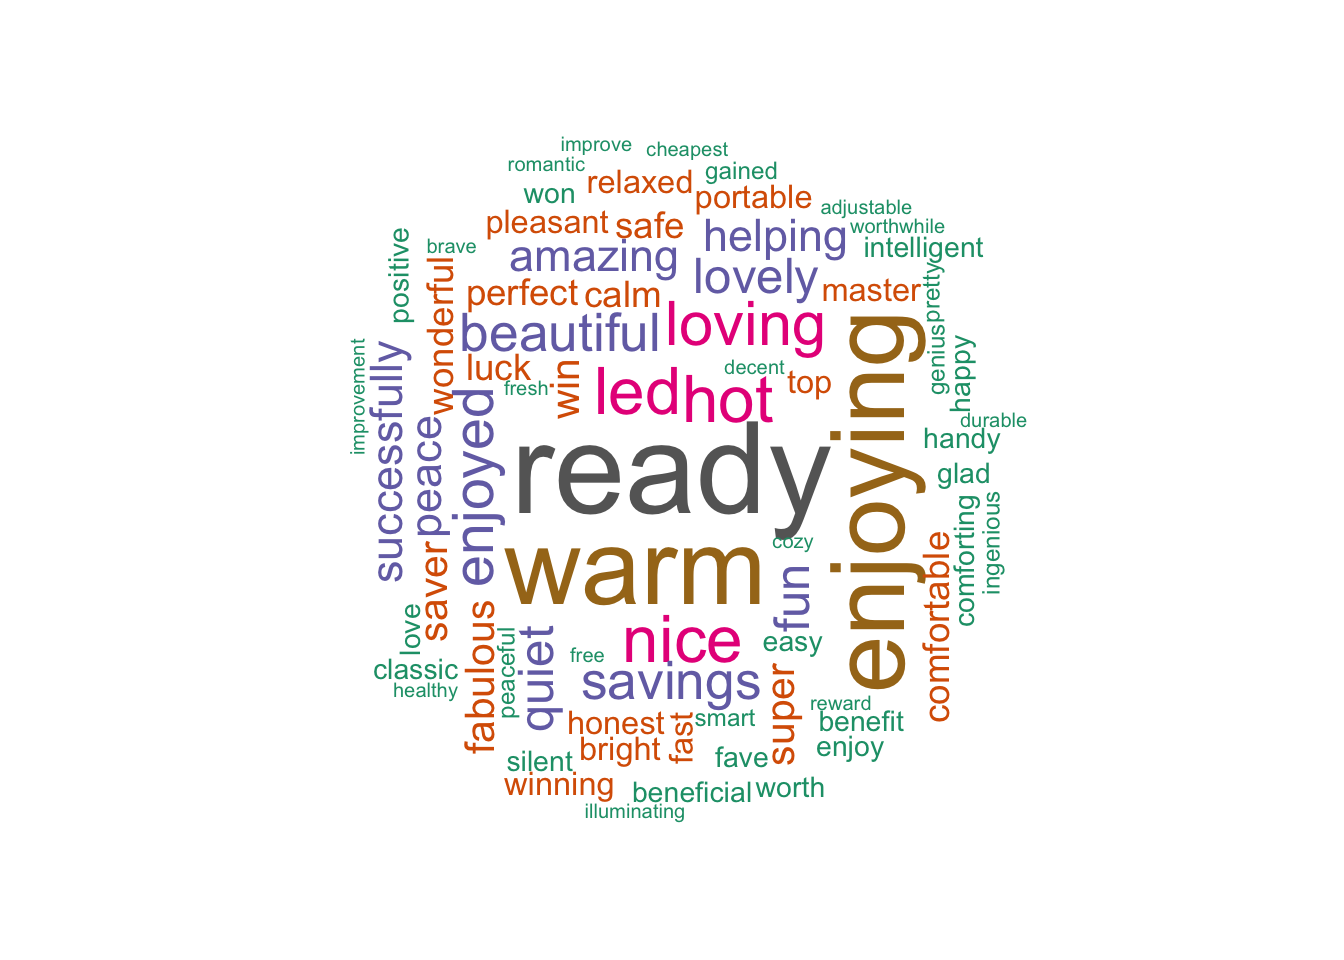 improve
cheapest
romantic
gained
won
relaxed
portable
adjustable
pleasant
safe
worthwhile
positive
brave
amazing
helping
intelligent
wonderful
lovely
pretty
perfect
calm
master
beautiful
loving
genius
happy
improvement
successfully
luck
win
decent
top
fresh
led
hot
durable
enjoyed
peace
ready
enjoying
handy
glad
comforting
ingenious
saver
warm
cozy
fun
comfortable
love
fabulous
peaceful
quiet
nice
easy
free
classic
healthy
savings
super
reward
honest
fast
smart
benefit
bright
fave
enjoy
silent
winning
beneficial
worth
illuminating